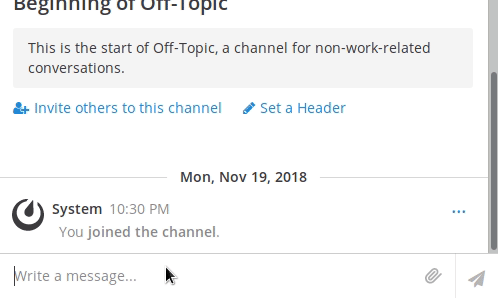 Beginning of Off-Topic
This is the start of Off-Topic, a channel for non-work-related
conversations.
Invite others to this channel Set a Header
Mon, Nov 19, 2018
System 10:30 PM
You joined the channel.
Write a message...